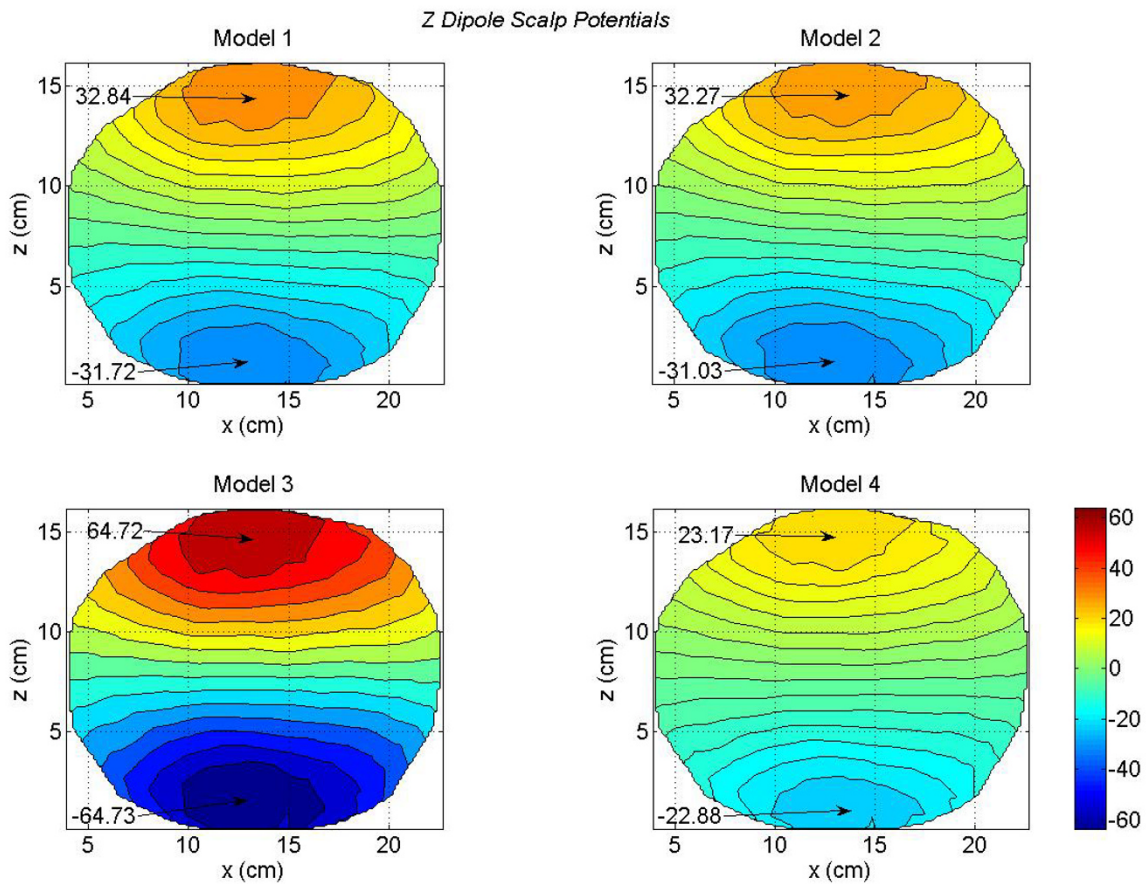 Z Dipole Scalp Potentials
Model 1
Model 2
15
10
5
z (cm)
32.84
-31.72
5 10 15 20
x (cm)
15
10
5
z (cm)
32.27
-31.03
5 10 15 20
x (cm)
Model 3
Model 4
15
10
5
z (cm)
64.72
-64.73
5 10 15 20
x (cm)
15
10
5
z (cm)
23.17
-22.88
5 10 15 20
x (cm)
60
40
20
0
-20
-40
-60